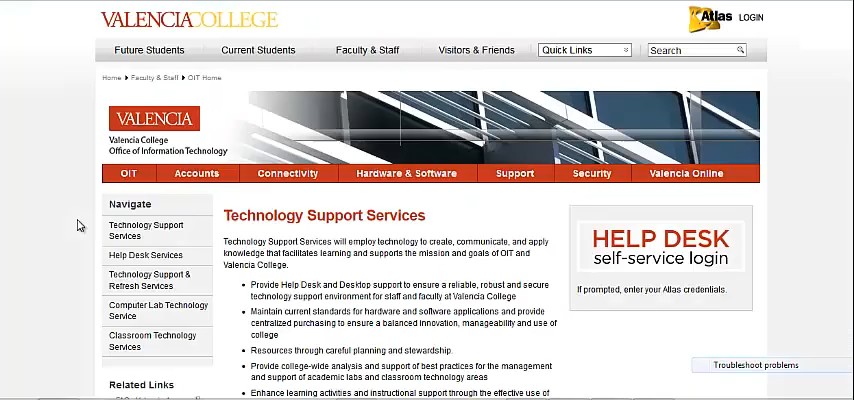 VALENCIACOLLEGE
Atlas LOGIN
Future Students Current Students Faculty & Staff Visitors & Friends Quick Links Search
Home Faculty & Staff OIT Home
VALENCIA
Valencia College
Office of Information Technology
OIT Accounts Connectivity Hardware & Software Support Security Valencia Online
Navigate
Technology Support
Services
Help Desk Services
Technology Support &
Refresh Services
Computer Lab Technology
Service
Classroom Technology
Services
Related Links
Technology Support Services
Technology Support Services will employ technology to create, communicate, and apply
knowledge that facilitates learning and supports the mission and goals of OIT and
Valencia College.
Provide Help Desk and Desktop support to ensure a reliable, robust and secure
technology support environment for staff and faculty at Valencia College
Maintain current standards for hardware and software applications and provide
centralized purchasing to ensure a balanced innovation, manageability and use of
college
Resources through careful planning and stewardship.
Provide college-wide analysis and support of best practices for the management
and support of academic labs and classroom technology areas
Enhance learning activities and instructional support through the effective use of
HELP DESK
self-service login
If prompted, enter your Atlas credentials.
Troubleshoot problems